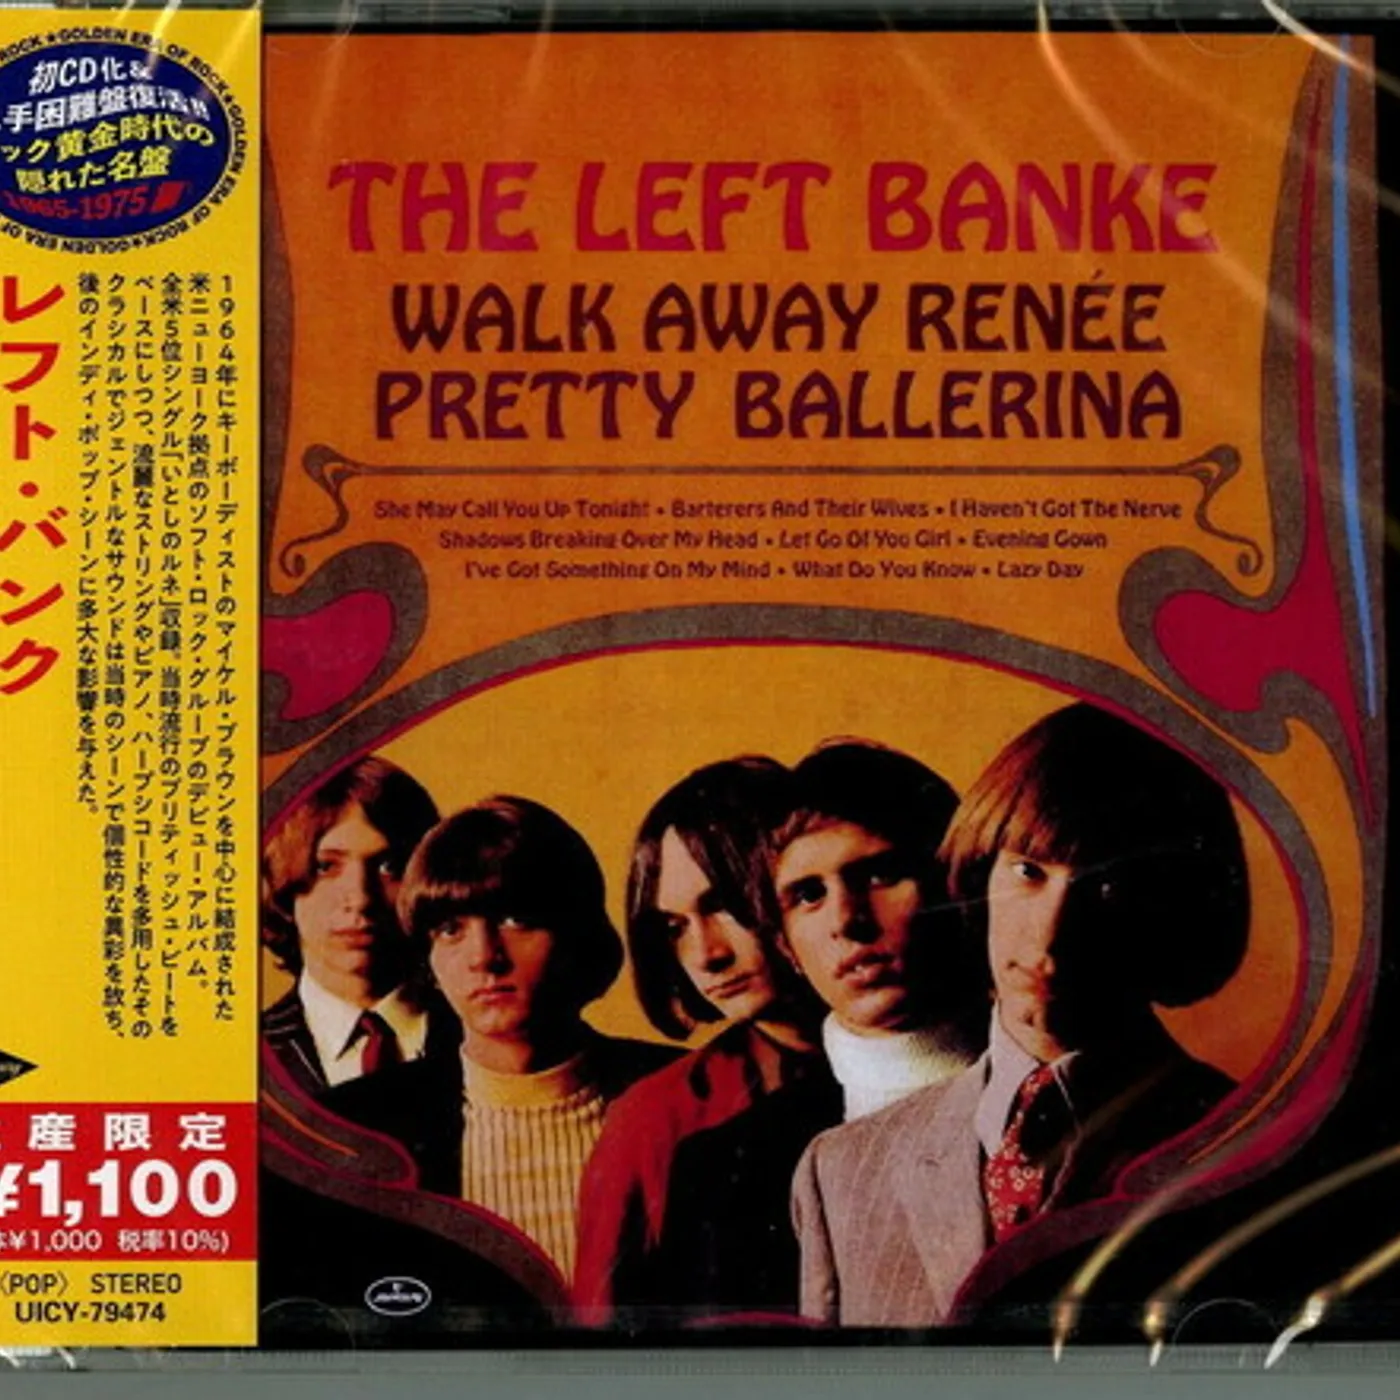 ROCK ★ GOLDEN ERA OF ROCK ★ GOLDEN ERA OF ROCK ★ GOLDEN ERA OF
初CD化&
手困難盤復活!!
ック黄金時代の
隠れた名盤
1965-1975
レフト・バンク
1964年にキーボーディストのマイケル・ブラウンを中心に結成された
米ニューヨーク拠点のソフト・ロック・グループのデビュー・アルバム。
全米5位シングル「いとしのルネ」収録。当時流行のブリティッシュ・ビートを
ベースにしつつ、流麗なストリングやピアノ、ハープシコードを多用したその
クラシカルでジェントルなサウンドは当時のシーンで個性的な異彩を放ち、
後のインディ・ポップ・シーンに多大な影響を与えた。
産限定
¥1,100
¥1,000 税率10%)
〈POP〉 STEREO
UICY-79474
THE LEFT BANKE
WALK AWAY RENÉE
PRETTY BALLERINA
She May Call You Up Tonight • Barterers And Their Wives • I Haven't Got The Nerve
Shadows Breaking Over My Head • Let Go Of You Girl • Evening Gown
I've Got Something On My Mind • What Do You Know • Lazy Day